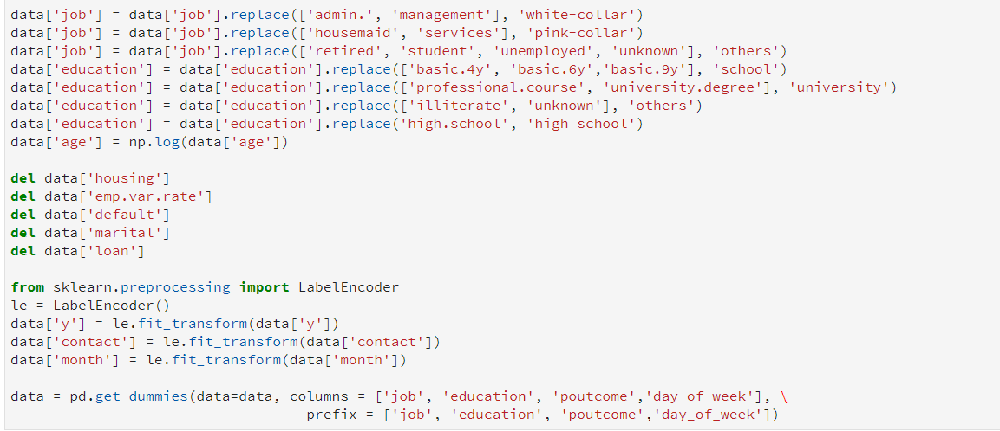 data['job'] = data['job'].replace(['admin.', 'management'], 'white-collar')
data['job'] = data['job'].replace(['housemaid', 'services'], 'pink-collar')
data['job'] = data['job'].replace(['retired', 'student', 'unemployed', 'unknown'], 'others')
data['education'] = data['education'].replace(['basic.4y', 'basic.6y','basic.9y'], 'school')
data['education'] = data['education'].replace(['professional.course', 'university.degree'], 'university')
data['education'] = data['education'].replace(['illiterate', 'unknown'], 'others')
data['education'] = data['education'].replace('high.school', 'high school')
data['age'] = np.log(data['age'])

del data['housing']
del data['emp.var.rate']
del data['default']
del data['marital']
del data['loan']

from sklearn.preprocessing import LabelEncoder
le = LabelEncoder()
data['y'] = le.fit_transform(data['y'])
data['contact'] = le.fit_transform(data['contact'])
data['month'] = le.fit_transform(data['month'])

data = pd.get_dummies(data=data, columns = ['job', 'education', 'poutcome','day_of_week'], \
                                   prefix = ['job', 'education', 'poutcome','day_of_week'])